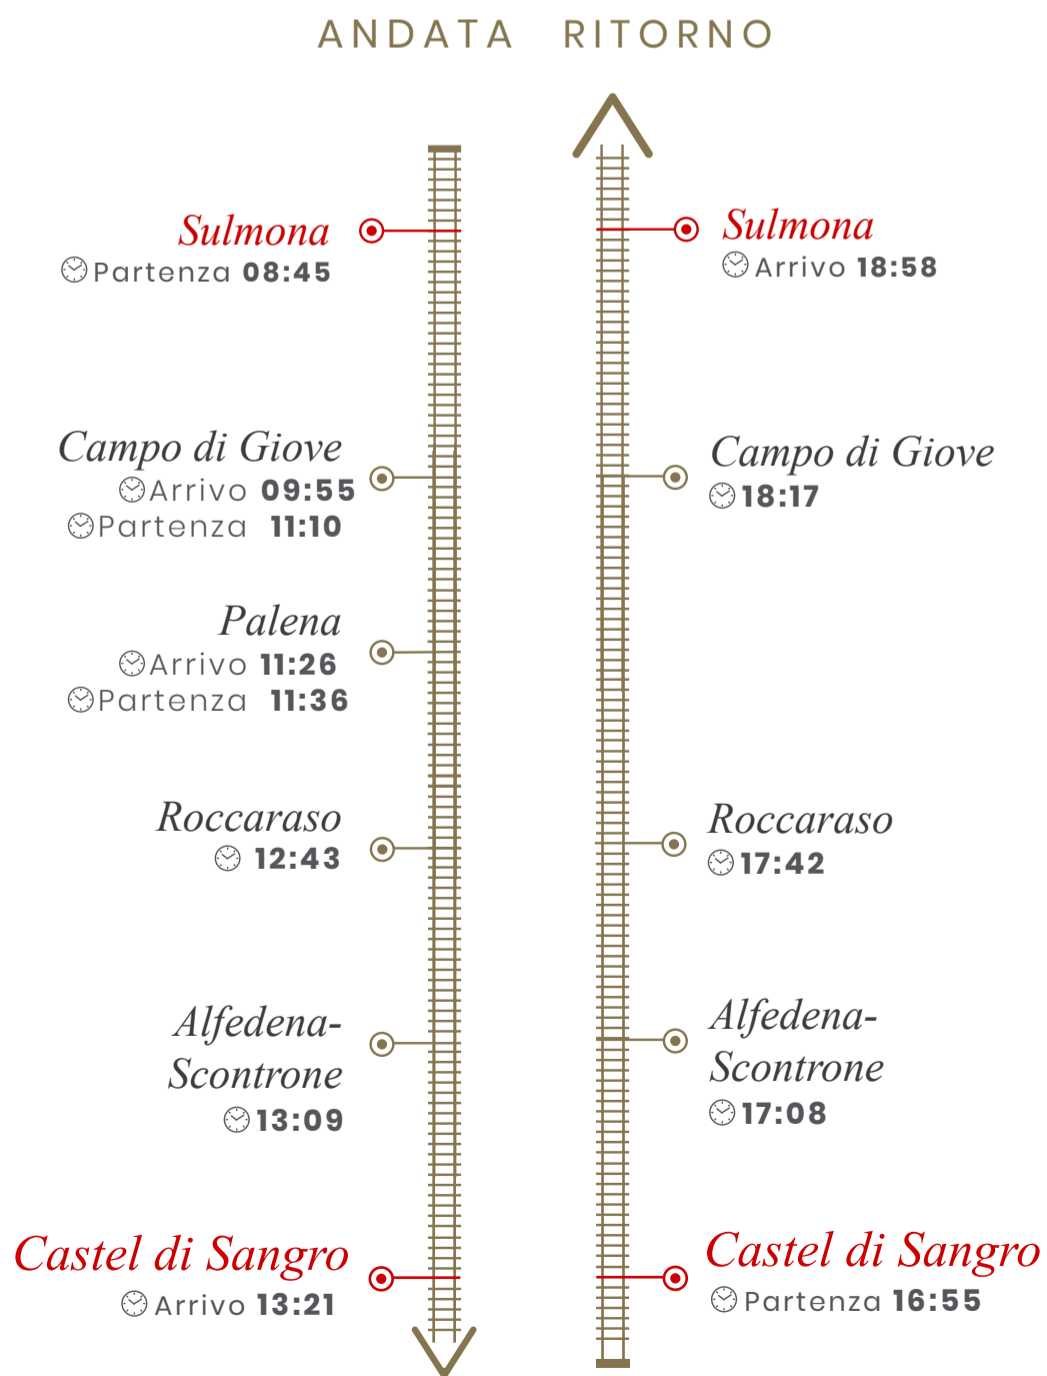 ANDATA RITORNO
Sulmona
Partenza 08:45
Campo di Giove
Arrivo 09:55
Partenza 11:10
Palena
Arrivo 11:26
Partenza 11:36
Roccaraso
12:43
Alfedena-
Scontrone
13:09
Castel di Sangro
Arrivo 13:21
Sulmona
Arrivo 18:58
Campo di Giove
18:17
Roccaraso
17:42
Alfedena-
Scontrone
17:08
Castel di Sangro
Partenza 16:55